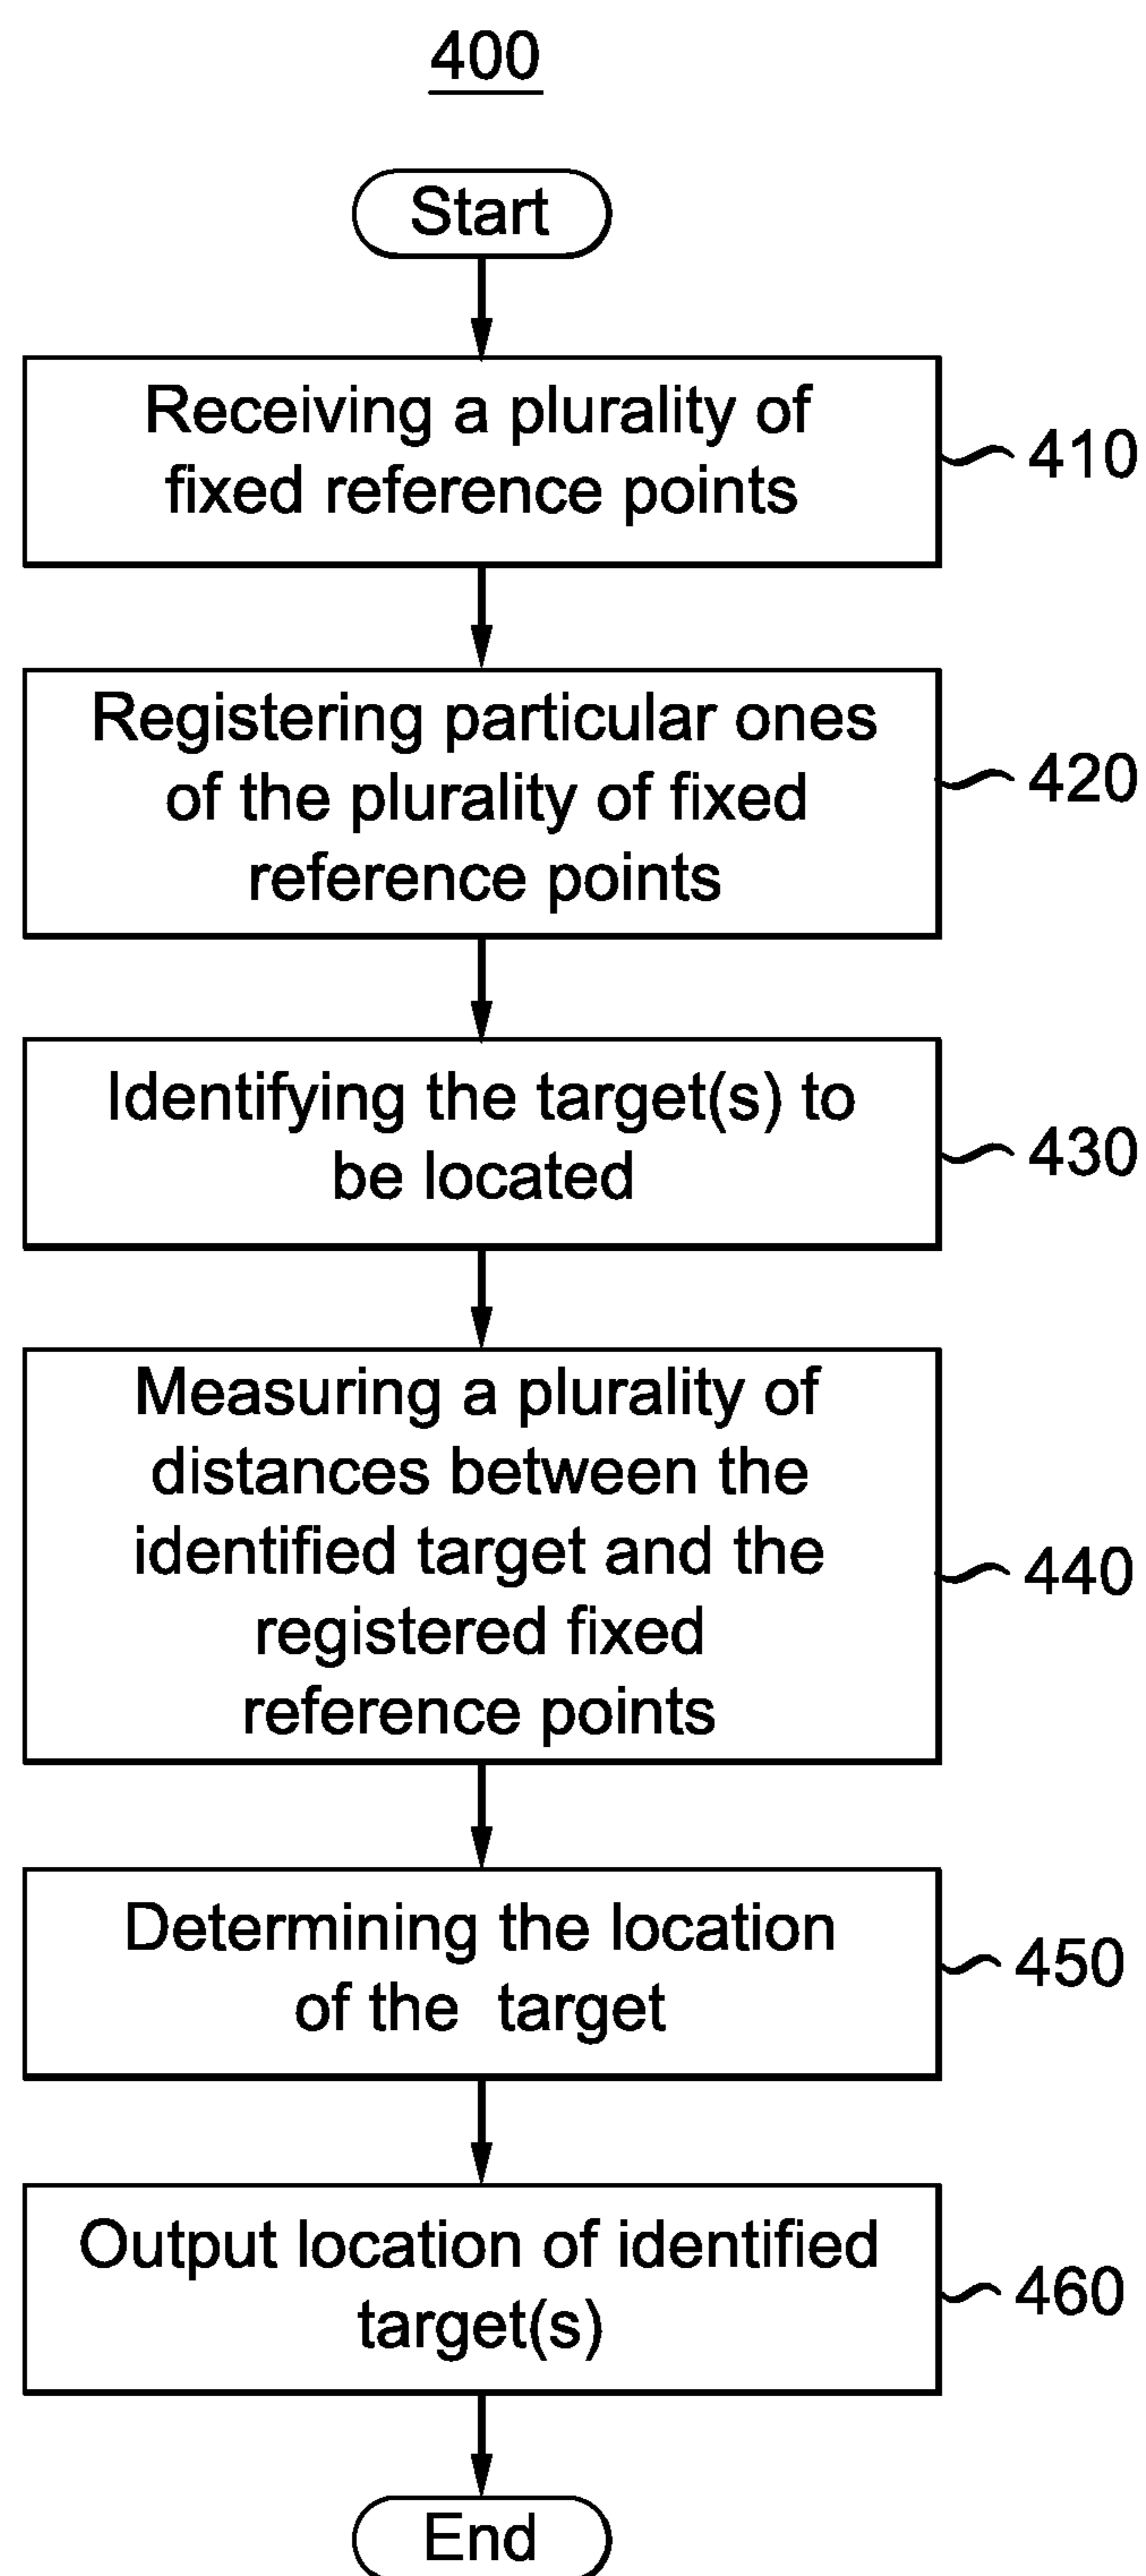 400
Start
Receiving a plurality of
fixed reference points
410
Registering particular ones
of the plurality of fixed
reference points
420
Identifying the target(s) to
be located
430
Measuring a plurality of
distances between the
identified target and the
registered fixed
reference points
440
Determining the location
of the target
450
Output location of identified
target(s)
460
End